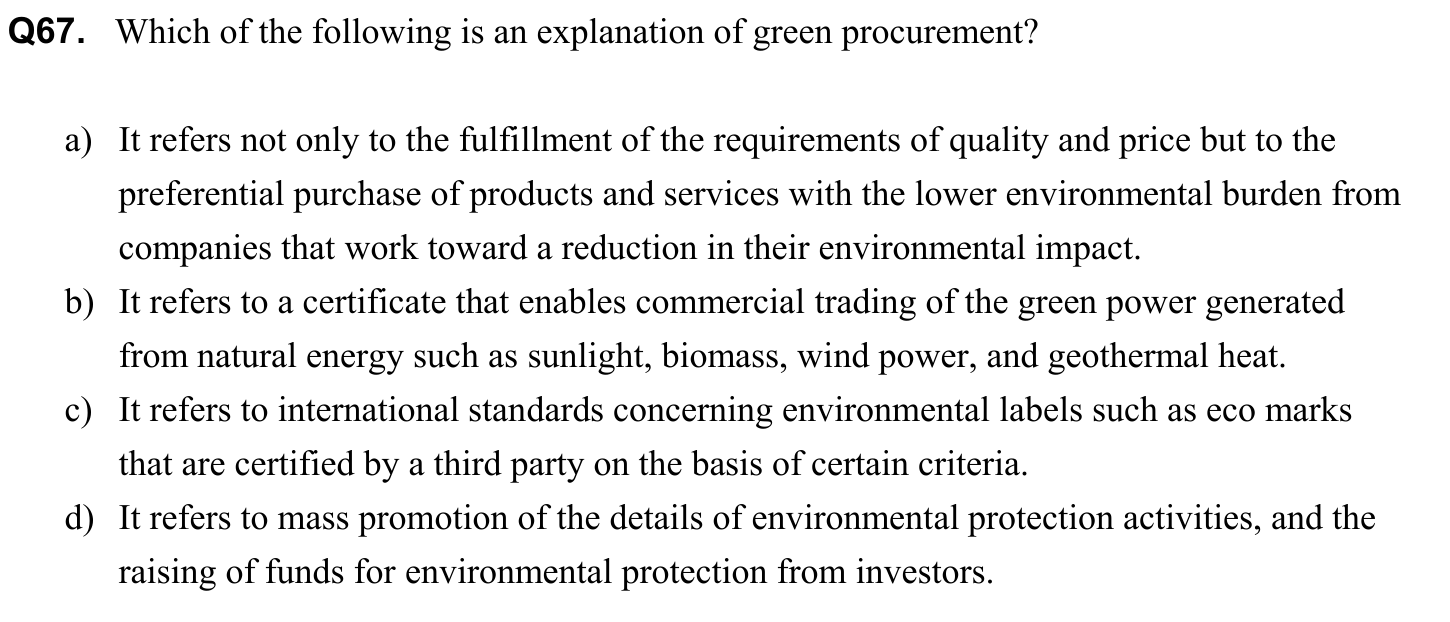 Q67. Which of the following is an explanation of green procurement?
a) It refers not only to the fulfillment of the requirements of quality and price but to the
preferential purchase of products and services with the lower environmental burden from
companies that work toward a reduction in their environmental impact.
b) It refers to a certificate that enables commercial trading of the green power generated
from natural energy such as sunlight, biomass, wind power, and geothermal heat.
c) It refers to international standards concerning environmental labels such as eco marks
that are certified by a third party on the basis of certain criteria.
d) It refers to mass promotion of the details of environmental protection activities, and the
raising of funds for environmental protection from investors.